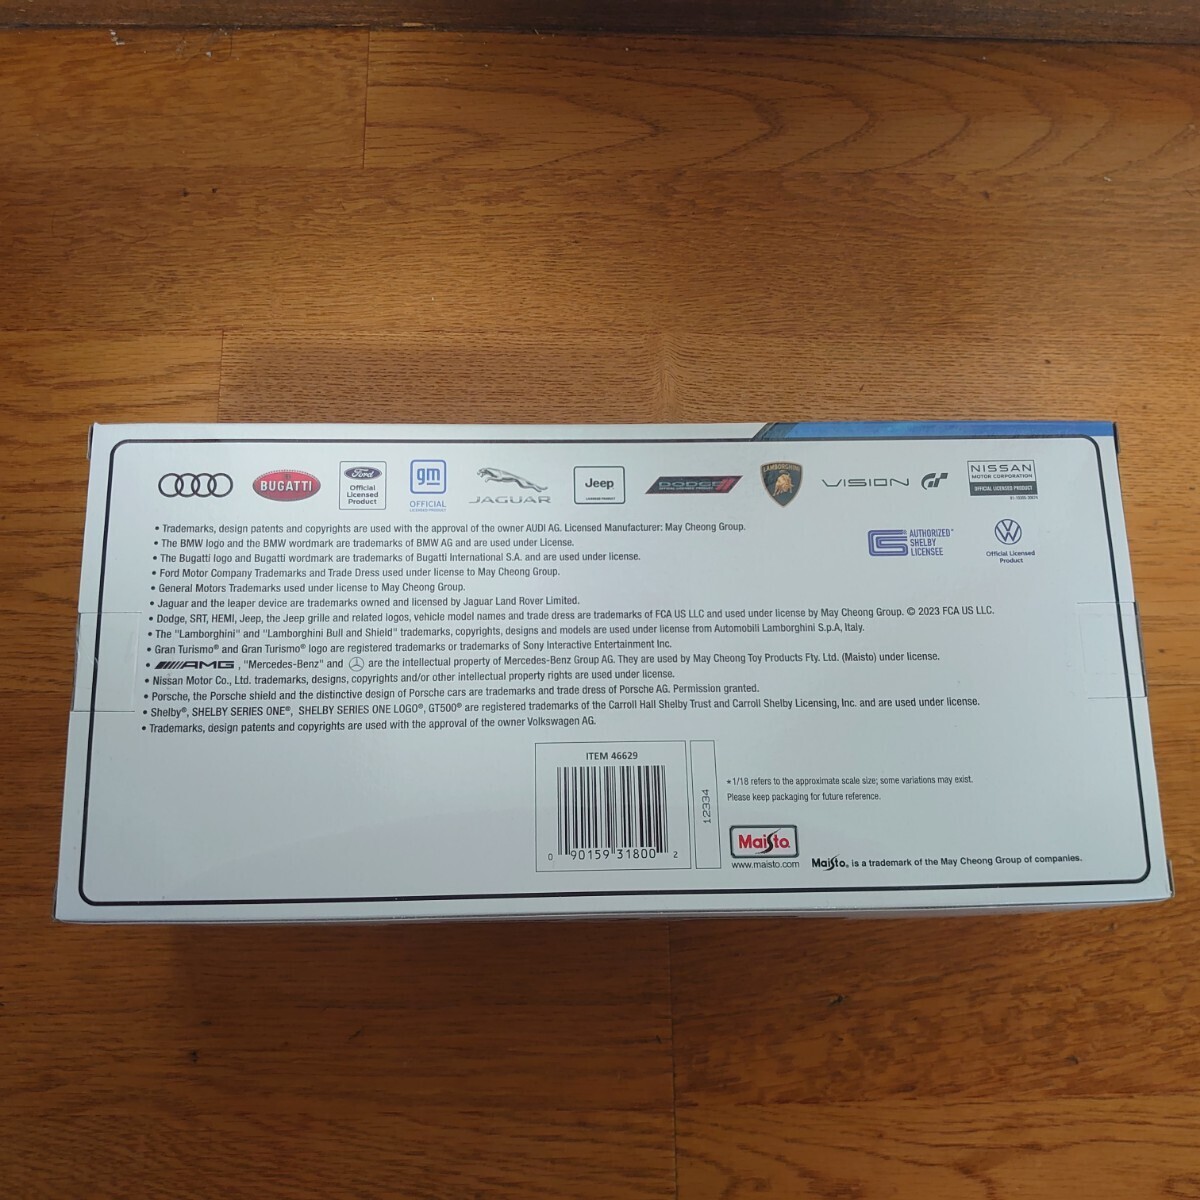 BUGATTI
Ford
Official
Licensed
Product
gm
OFFICIAL
LICENSED PRODUCT
JAGUAR
Jeep
LICENSED PRODUCT
DODGE
OFFICIAL LICENSED PRODUCT
LAMBORGHINI
VISION GT
NISSAN
MOTOR CORPORATION
OFFICIAL LICENSED PRODUCT
AUTHORIZED
SHELBY
LICENSEE
Official Licensed
Product
• Trademarks, design patents and copyrights are used with the approval of the owner AUDI AG. Licensed Manufacturer: May Cheong Group.
• The BMW logo and the BMW wordmark are trademarks of BMW AG and are used under License.
• The Bugatti logo and Bugatti wordmark are trademarks of Bugatti International S.A. and are used under license.
• Ford Motor Company Trademarks and Trade Dress used under license to May Cheong Group.
• General Motors Trademarks used under license to May Cheong Group.
• Jaguar and the leaper device are trademarks owned and licensed by Jaguar Land Rover Limited.
• Dodge, SRT, HEMI, Jeep, the Jeep grille and related logos, vehicle model names and trade dress are trademarks of FCA US LLC and used under license by May Cheong Group. © 2023 FCA US LLC.
• The "Lamborghini" and "Lamborghini Bull and Shield" trademarks, copyrights, designs and models are used under license from Automobili Lamborghini S.p.A, Italy.
• Gran Turismo® and Gran Turismo® logo are registered trademarks or trademarks of Sony Interactive Entertainment Inc.
• AMG, "Mercedes-Benz" and are the intellectual property of Mercedes-Benz Group AG. They are used by May Cheong Toy Products Fty. Ltd. (Maisto) under license.
• Nissan Motor Co., Ltd. trademarks, designs, copyrights and/or other intellectual property rights are used under license.
• Porsche, the Porsche shield and the distinctive design of Porsche cars are trademarks and trade dress of Porsche AG. Permission granted.
• Shelby®, SHELBY SERIES ONE®, SHELBY SERIES ONE LOGO®, GT500® are registered trademarks of the Carroll Hall Shelby Trust and Carroll Shelby Licensing, Inc. and are used under license.
• Trademarks, design patents and copyrights are used with the approval of the owner Volkswagen AG.
ITEM 46629
0 90159 31800 2
12334
* 1/18 refers to the approximate scale size; some variations may exist.
Please keep packaging for future reference.
Maisto
www.maisto.com
Maisto® is a trademark of the May Cheong Group of companies.